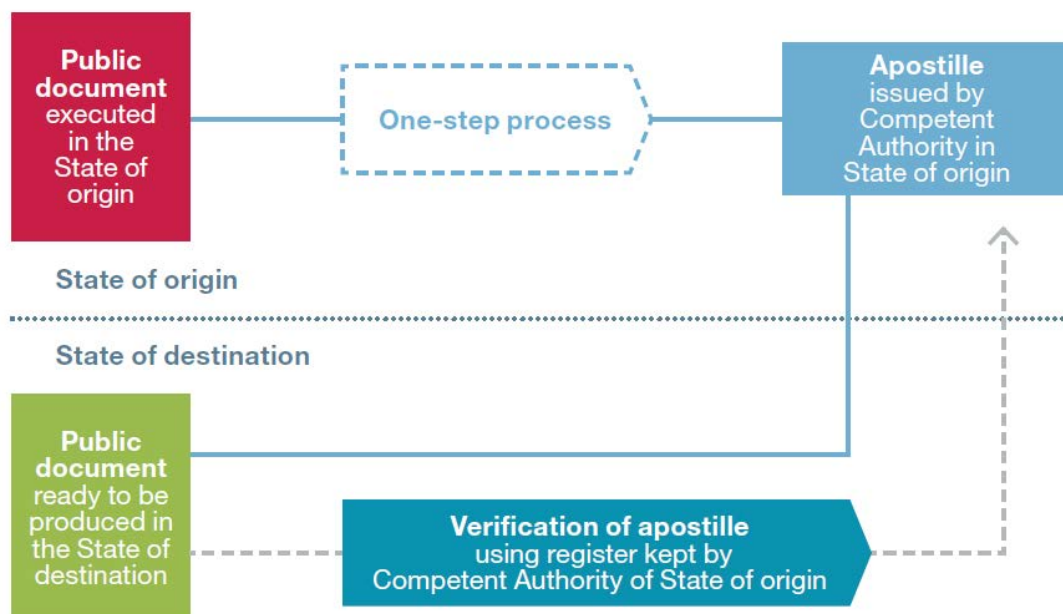 Public
document
executed
in the
State of
origin
One-step process
Apostille
issued by
Competent
Authority in
State of origin
State of origin
State of destination
Public
document
ready to be
produced in
the State of
destination
Verification of apostille
using register kept by
Competent Authority of State of origin